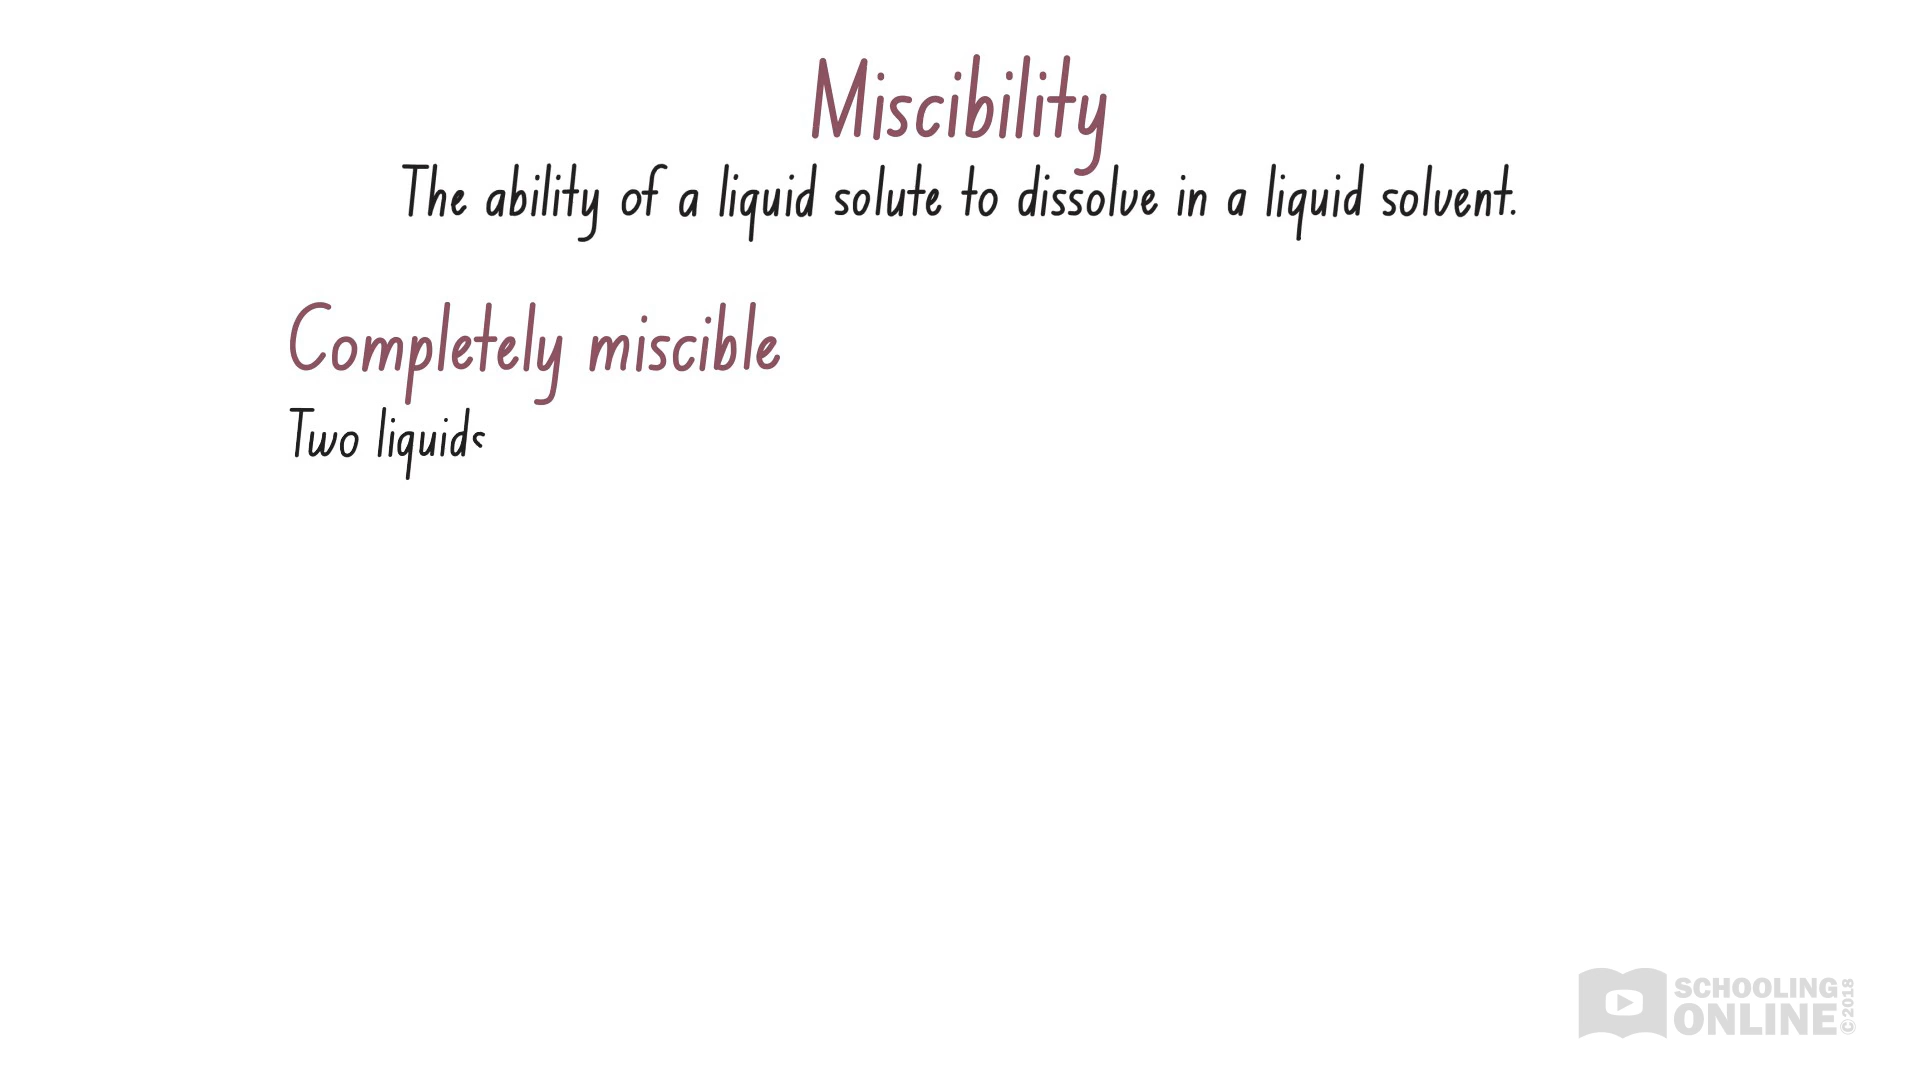 Miscibility
The ability of a liquid solute to dissolve in a liquid solvent.
Completely miscible
Two liquids
SCHOOLING
ONLINE
©2018